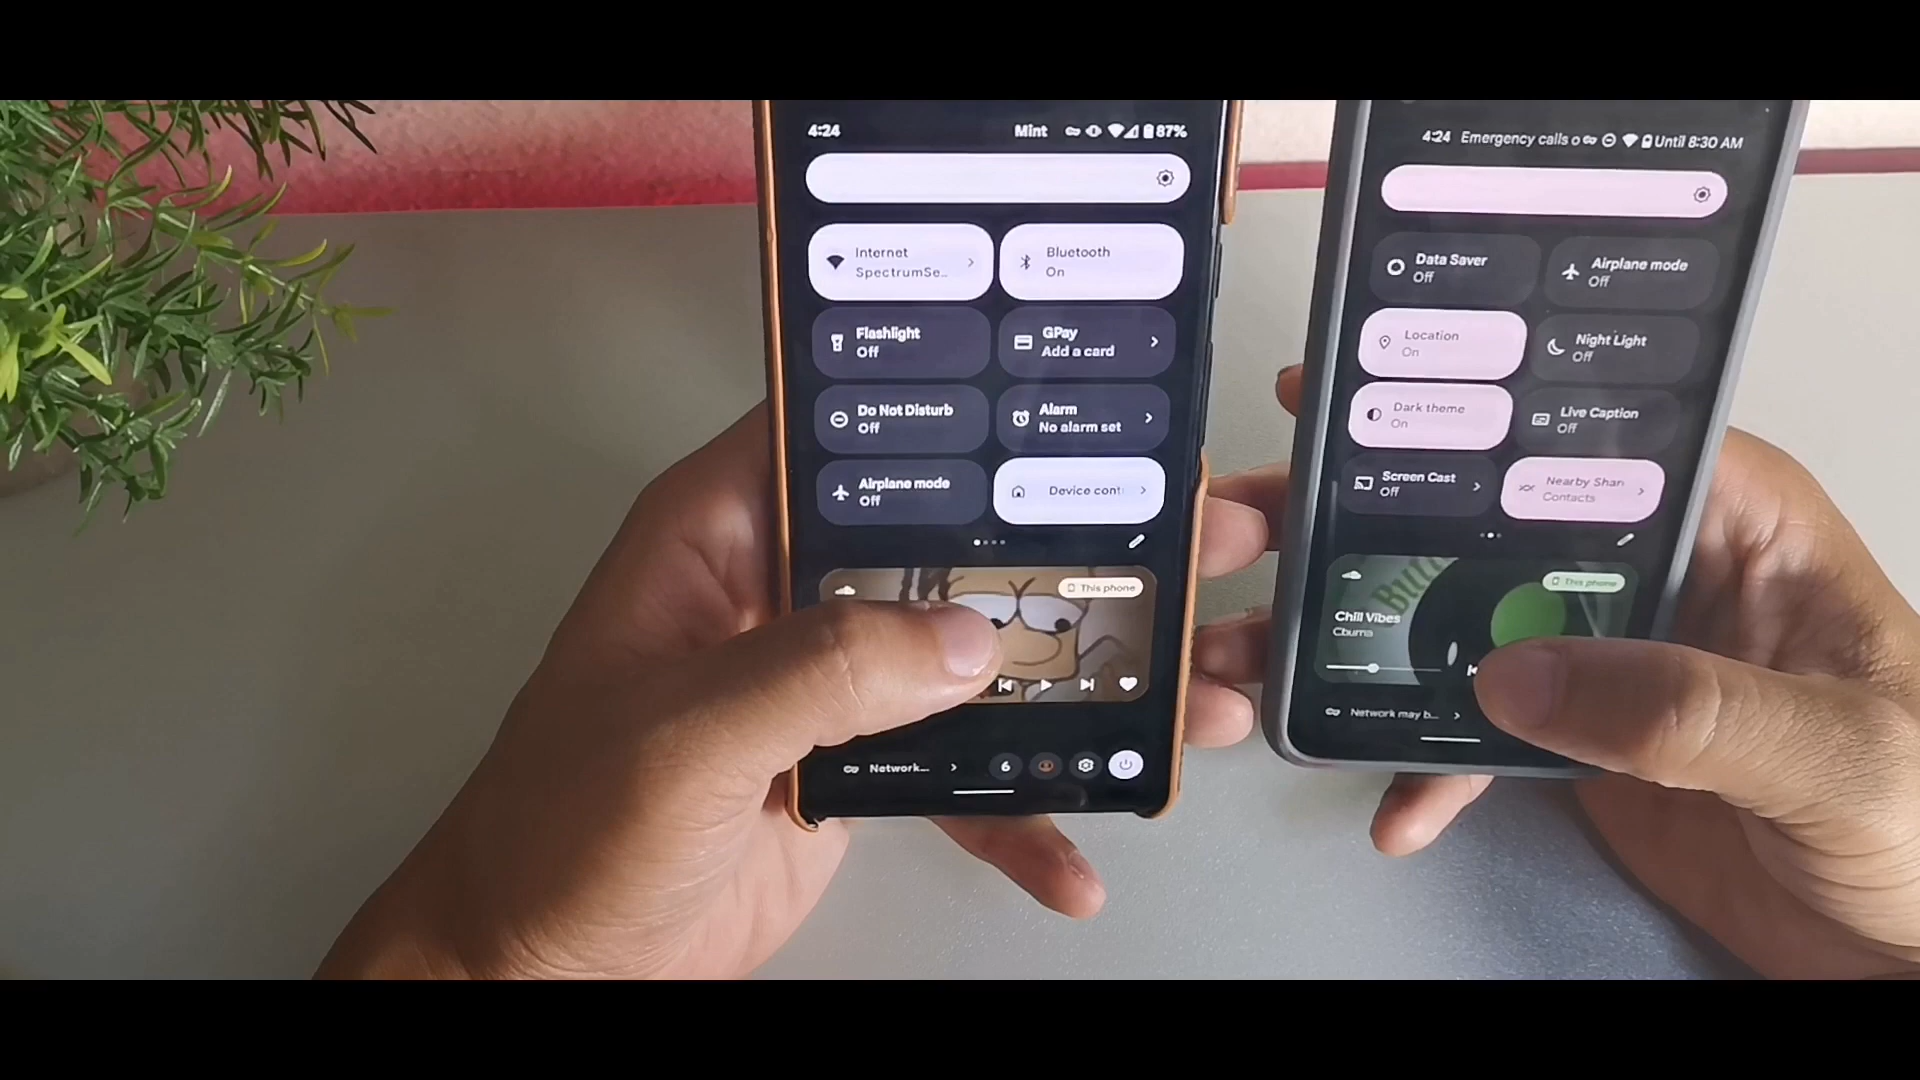 4:24 Mint 87%
Internet
SpectrumSe...
Bluetooth
On
Flashlight
Off
GPay
Add a card
Do Not Disturb
Off
Alarm
No alarm set
Airplane mode
Off
Device cont
This phone
Network...
6
4:24 Emergency calls o Until 8:30 AM
Data Saver
Off
Airplane mode
Off
Location
On
Night Light
Off
Dark theme
On
Live Caption
Off
Screen Cast
Off
Nearby Shar
Contacts
This phone
Chill Vibes
Network may b...